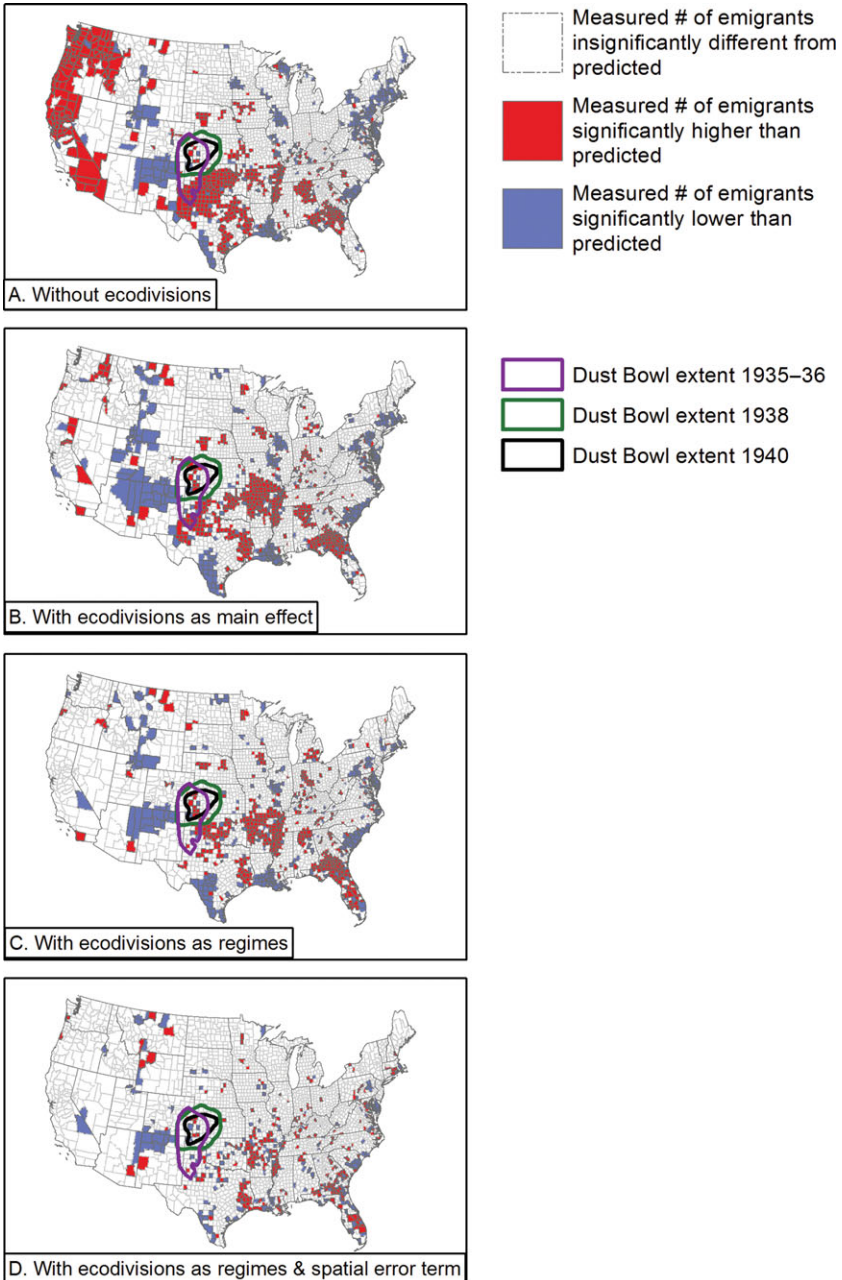 Measured # of emigrants
insignificantly different from
predicted
Measured # of emigrants
significantly higher than
predicted
Measured # of emigrants
significantly lower than
predicted
A. Without ecodivisions
Dust Bowl extent 1935–36
Dust Bowl extent 1938
Dust Bowl extent 1940
B. With ecodivisions as main effect
C. With ecodivisions as regimes
D. With ecodivisions as regimes & spatial error term